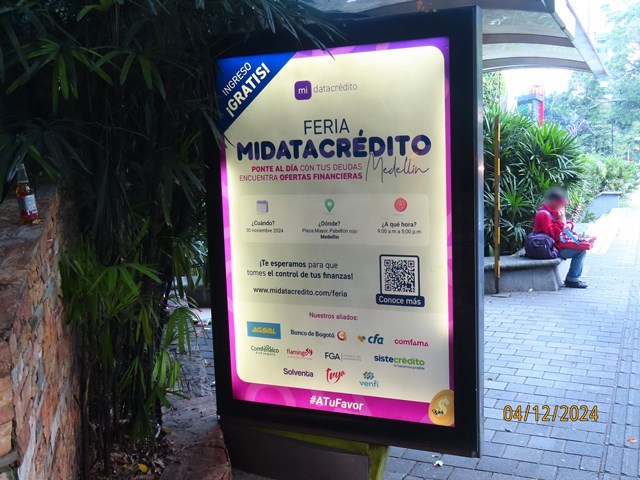 INGRESO
¡GRATIS!
mi datacrédito
FERIA
MIDATACRÉDITO
PONTE AL DÍA CON TUS DEUDAS
ENCUENTRA OFERTAS FINANCIERAS
Medellín
¿Cuándo?
30 noviembre 2024
¿Dónde?
Plaza Mayor, Pabellón rojo
Medellín
¿A qué hora?
9:00 a.m a 5:00 p.m
¡Te esperamos para que
tomes el control de tus finanzas!
www.midatacredito.com/feria
Conoce más
Nuestros aliados:
Banco de Bogotá
cfa
comfama
Comfenalco
flamingo
FGA
sistecrédito
Solventa
Tuya
venfi
#ATuFavor
04/12/2024